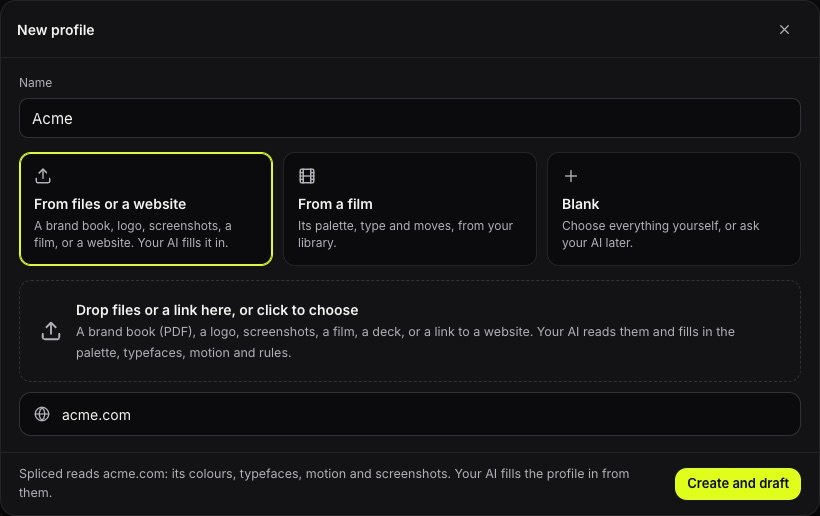 New profile
Name
Acme
From files or a website
A brand book, logo, screenshots, a
film, or a website. Your AI fills it in.
From a film
Its palette, type and moves, from your
library.
Blank
Choose everything yourself, or ask
your AI later.
Drop files or a link here, or click to choose
A brand book (PDF), a logo, screenshots, a film, a deck, or a link to a website. Your AI reads them and fills in the
palette, typefaces, motion and rules.
acme.com
Spliced reads acme.com: its colours, typefaces, motion and screenshots. Your AI fills the profile in from
them.
Create and draft